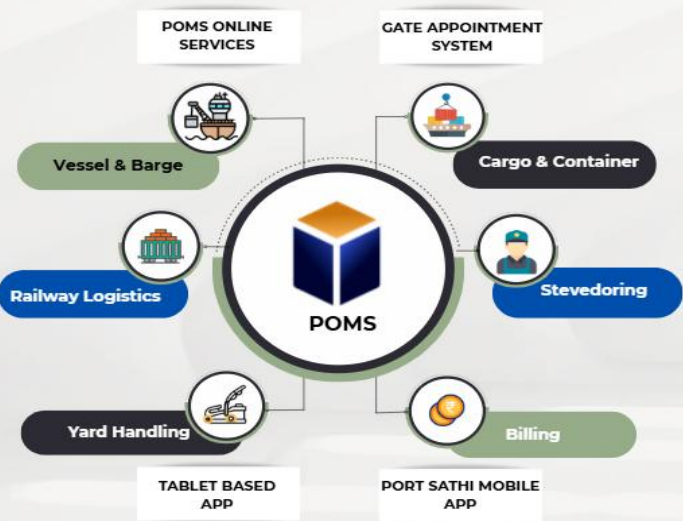 POMS ONLINE
SERVICES
GATE APPOINTMENT
SYSTEM
Vessel & Barge
Cargo & Container
Railway Logistics
Stevedoring
POMS
Yard Handling
₹
Billing
TABLET BASED
APP
PORT SATHI MOBILE
APP